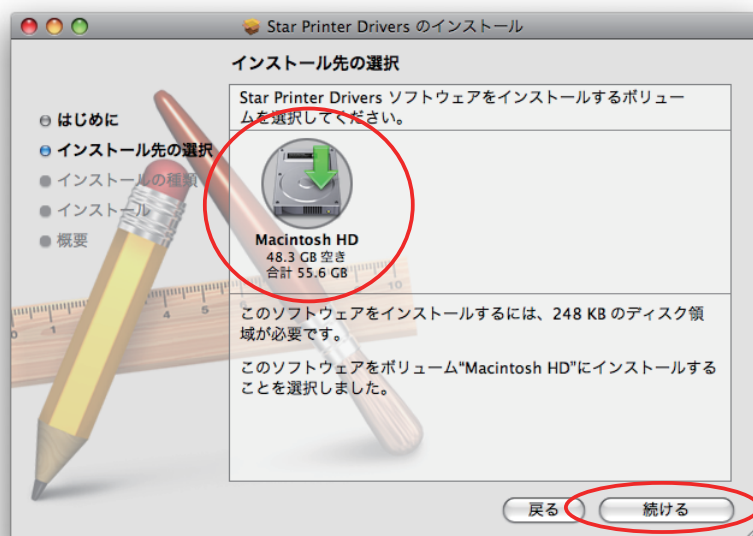 Star Printer Drivers のインストール
インストール先の選択
はじめに
インストール先の選択
インストールの種類
インストール
概要
Star Printer Drivers ソフトウェアをインストールするボリュー
ムを選択してください。
Macintosh HD
48.3 GB 空き
合計 55.6 GB
0 1 4 5 10
このソフトウェアをインストールするには、248 KB のディスク領
域が必要です。
このソフトウェアをボリューム“Macintosh HD”にインストールする
ことを選択しました。
戻る 続ける